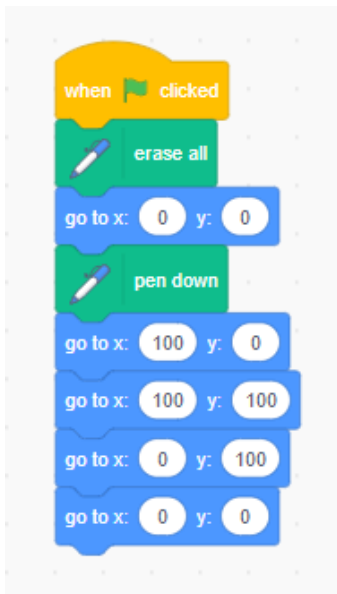 when clicked
erase all
go to x: 0 y: 0
pen down
go to x: 100 y: 0
go to x: 100 y: 100
go to x: 0 y: 100
go to x: 0 y: 0